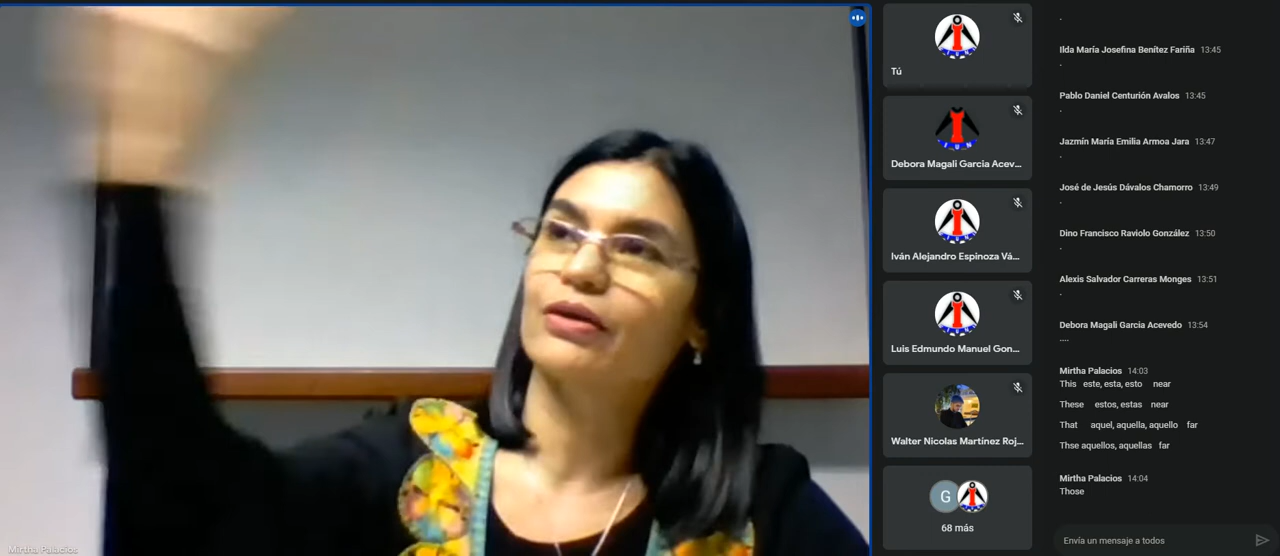 Mirtha Palacios
Tú
Debora Magali Garcia Acev...
Iván Alejandro Espinoza Vá...
Luis Edmundo Manuel Gon...
Walter Nicolas Martínez Roj...
G
68 más
.
Ilda María Josefina Benítez Fariña 13:45
.
Pablo Daniel Centurión Avalos 13:45
.
Jazmín María Emilia Armoa Jara 13:47
.
José de Jesús Dávalos Chamorro 13:49
.
Dino Francisco Raviolo González 13:50
.
Alexis Salvador Carreras Monges 13:51
.
Debora Magali Garcia Acevedo 13:54
....
Mirtha Palacios 14:03
This este, esta, esto near
These estos, estas near
That aquel, aquella, aquello far
Thse aquellos, aquellas far
Mirtha Palacios 14:04
Those
Envía un mensaje a todos